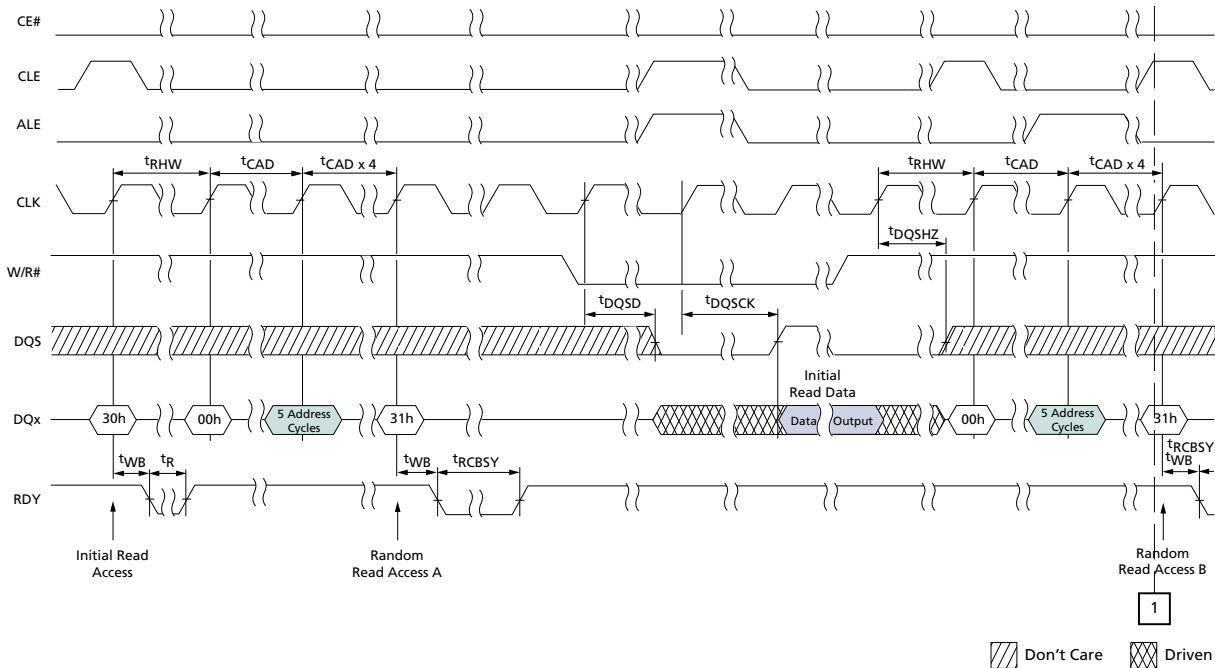 CE#
CLE
ALE
tRHW tCAD tCAD x 4 tRHW tCAD tCAD x 4
CLK
tDQSHZ
W/R#
tDQSD tDQSCK
DQS
Initial
Read Data
DQx 30h 00h 5 Address Cycles 31h Data Output 00h 5 Address Cycles 31h
tWB tR tWB tRCBSY tRCBSY
tWB
RDY
Initial Read
Access
Random
Read Access A
Random
Read Access B
1
Don't Care Driven